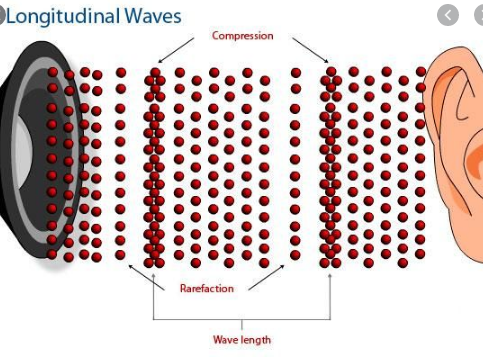 Longitudinal Waves
Compression
Rarefaction
Wave length